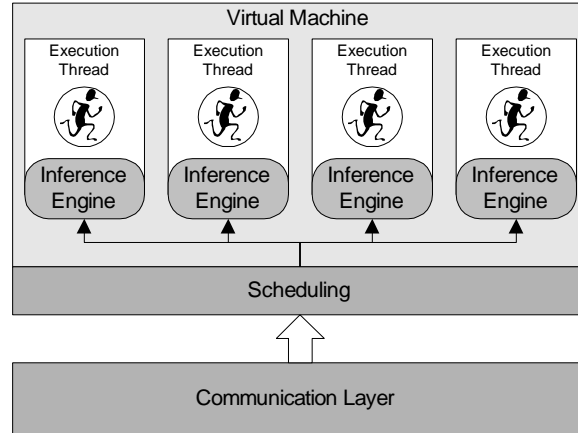 Virtual Machine
Execution
Thread
Execution
Thread
Execution
Thread
Execution
Thread
Inference
Engine
Inference
Engine
Inference
Engine
Inference
Engine
Scheduling
Communication Layer